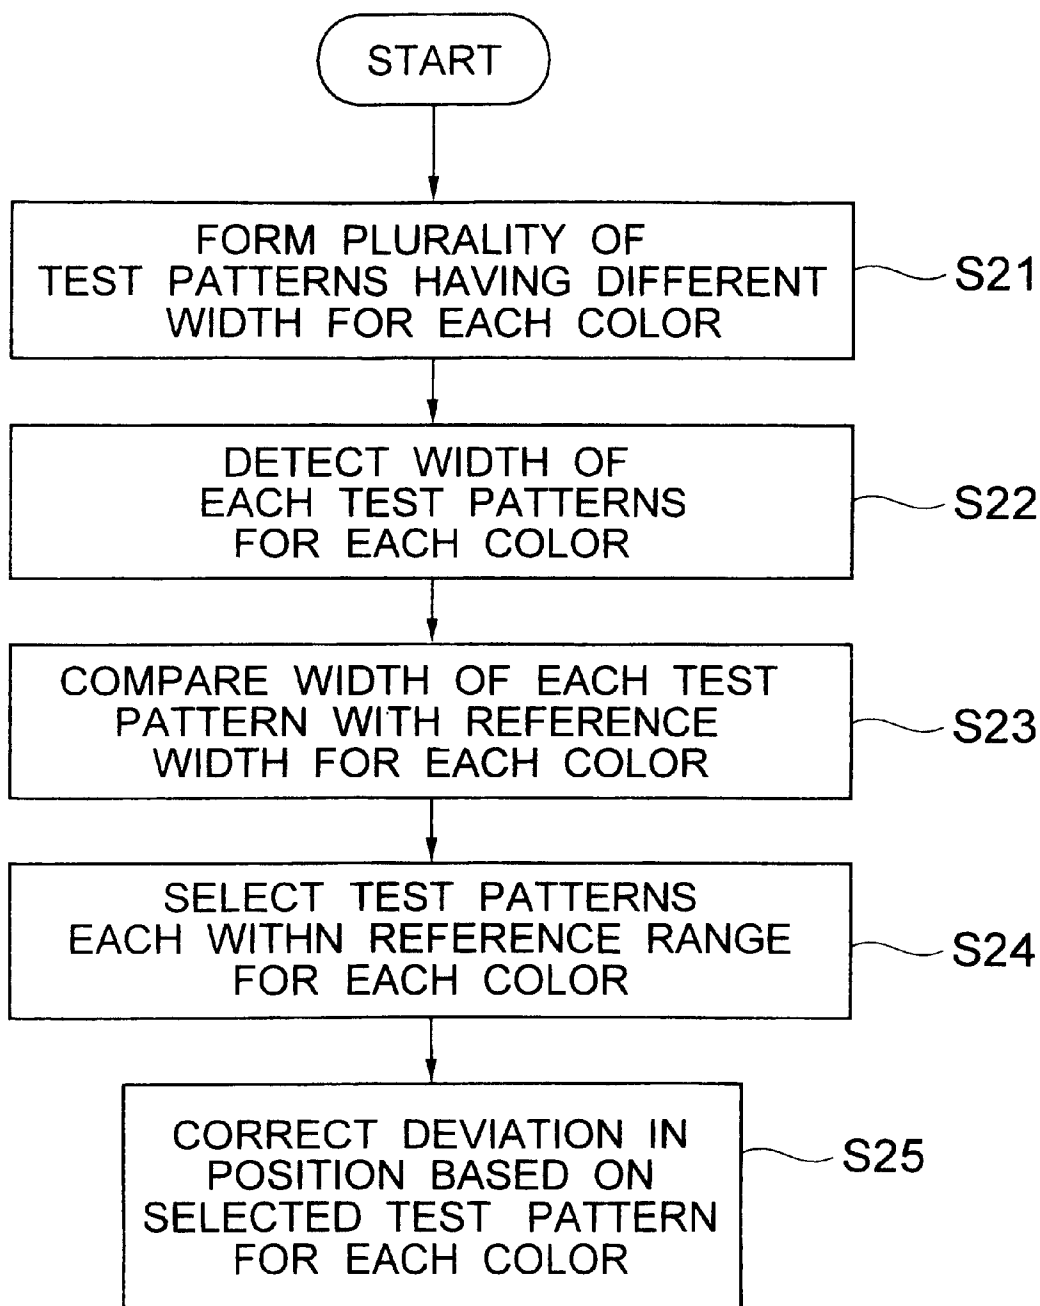 START
FORM PLURALITY OF
TEST PATTERNS HAVING DIFFERENT
WIDTH FOR EACH COLOR
S21
DETECT WIDTH OF
EACH TEST PATTERNS
FOR EACH COLOR
S22
COMPARE WIDTH OF EACH TEST
PATTERN WITH REFERENCE
WIDTH FOR EACH COLOR
S23
SELECT TEST PATTERNS
EACH WITHN REFERENCE RANGE
FOR EACH COLOR
S24
CORRECT DEVIATION IN
POSITION BASED ON
SELECTED TEST PATTERN
FOR EACH COLOR
S25